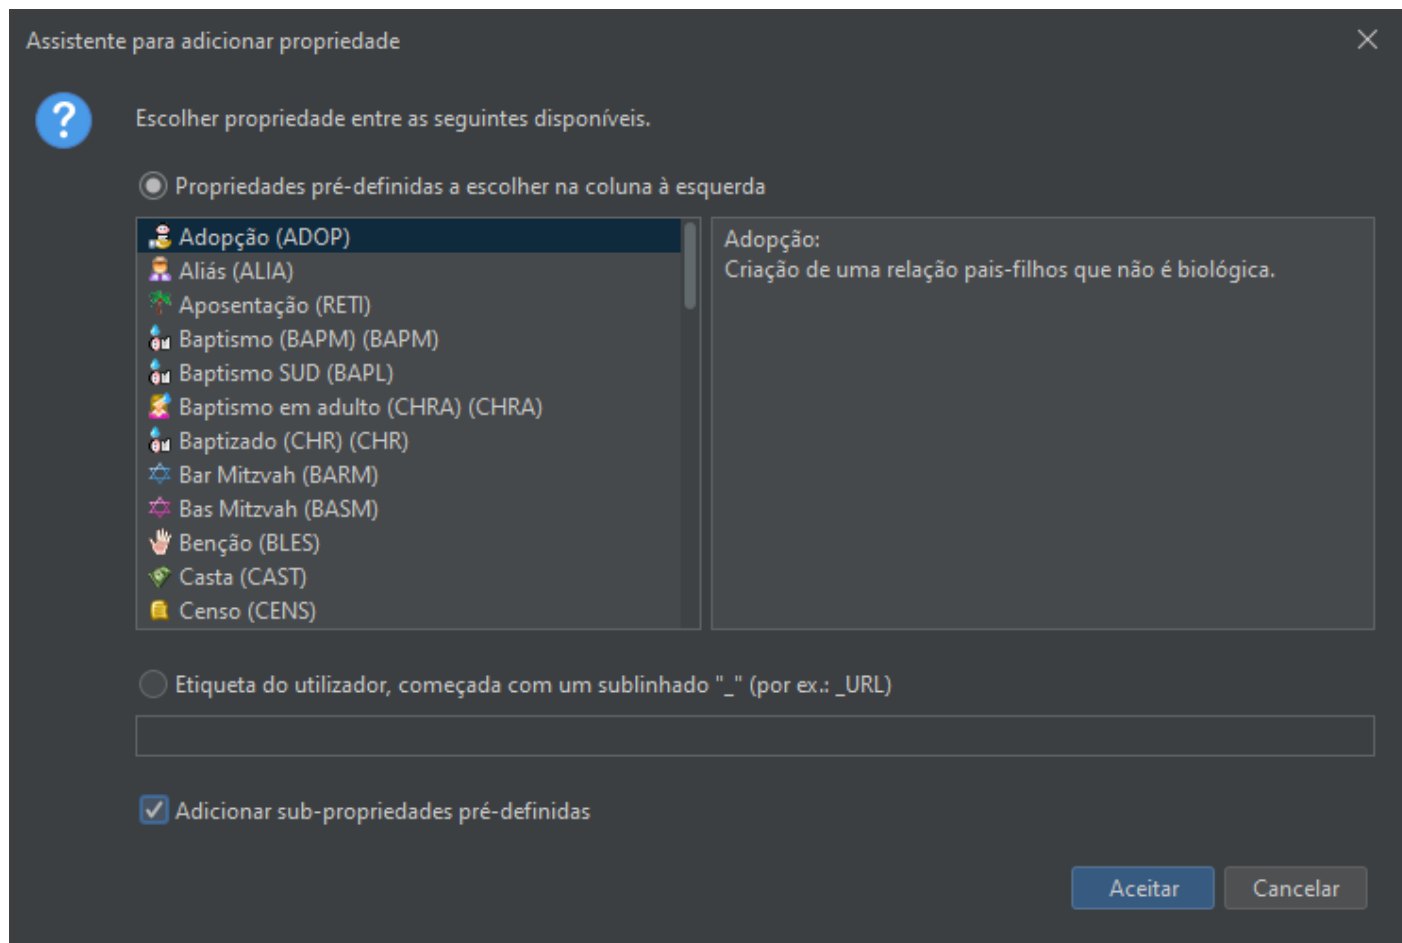 Assistente para adicionar propriedade
Escolher propriedade entre as seguintes disponíveis.
Propriedades pré-definidas a escolher na coluna à esquerda
Adopção (ADOP)
Aliás (ALIA)
Aposentação (RETI)
Baptismo (BAPM) (BAPM)
Baptismo SUD (BAPL)
Baptismo em adulto (CHRA) (CHRA)
Baptizado (CHR) (CHR)
Bar Mitzvah (BARM)
Bas Mitzvah (BASM)
Benção (BLES)
Casta (CAST)
Censo (CENS)
Adopção:
Criação de uma relação pais-filhos que não é biológica.
Etiqueta do utilizador, começada com um sublinhado "_" (por ex.: _URL)
Adicionar sub-propriedades pré-definidas
Aceitar
Cancelar